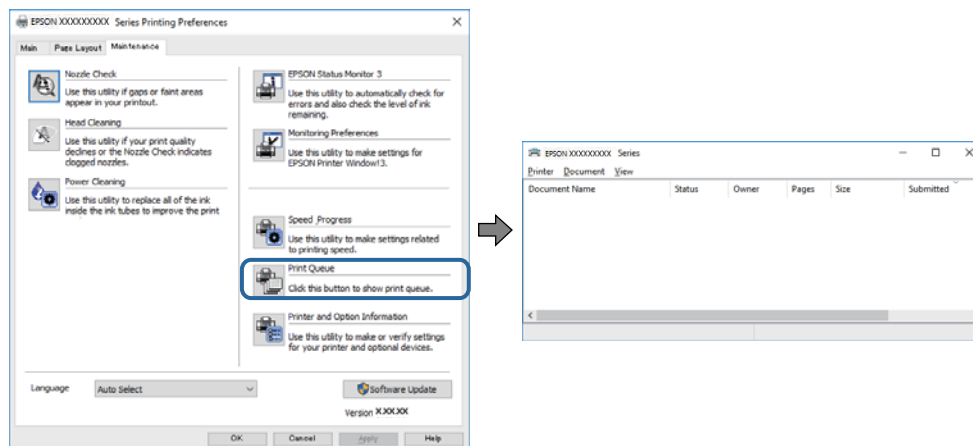 EPSON XXXXXXXXX Series Printing Preferences
Main Page Layout Maintenance
Nozzle Check
Use this utility if gaps or faint areas
appear in your printout.
Head Cleaning
Use this utility if your print quality
declines or the Nozzle Check indicates
clogged nozzles.
Power Cleaning
Use this utility to replace all of the ink
inside the ink tubes to improve the print
EPSON Status Monitor 3
Use this utility to automatically check for
errors and also check the level of ink
remaining.
Monitoring Preferences
Use this utility to make settings for
EPSON Printer Window!3.
Speed Progress
Use this utility to make settings related
to printing speed.
Print Queue
Click this button to show print queue.
Printer and Option Information
Use this utility to make or verify settings
for your printer and optional devices.
Language Auto Select
Software Update
Version X.XX.XX
OK Cancel Apply Help
EPSON XXXXXXXXX Series
Printer Document View
Document Name Status Owner Pages Size Submitted